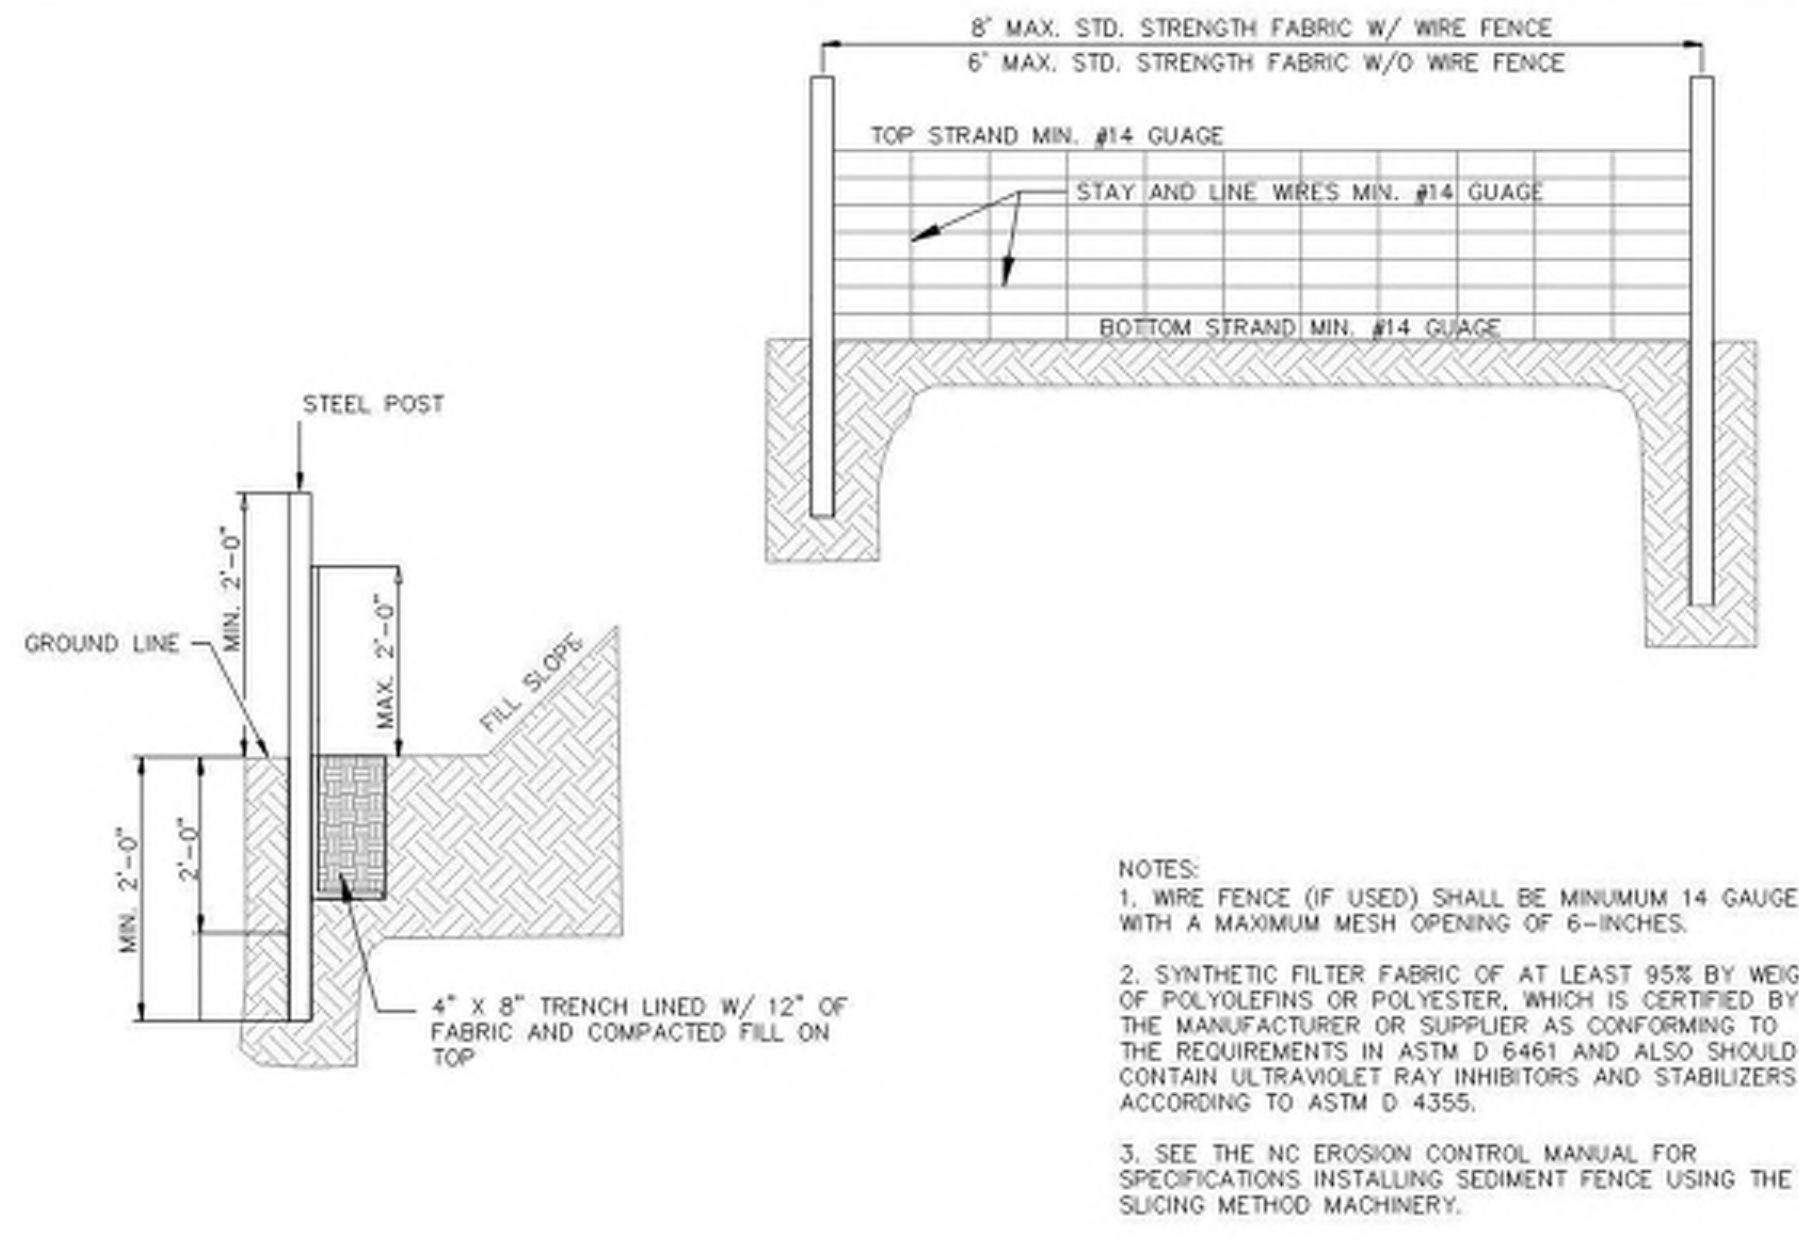 8' MAX. STD. STRENGTH FABRIC W/ WIRE FENCE
6' MAX. STD. STRENGTH FABRIC W/O WIRE FENCE
TOP STRAND MIN. #14 GUAGE
STAY AND LINE WIRES MIN. #14 GUAGE
BOTTOM STRAND MIN. #14 GUAGE
STEEL POST
MIN. 2'-0"
MAX. 2'-0"
GROUND LINE
FILL SLOPE
MIN. 2'-0"
2'-0"
4" X 8" TRENCH LINED W/ 12" OF
FABRIC AND COMPACTED FILL ON
TOP
NOTES:
1. WIRE FENCE (IF USED) SHALL BE MINUMUM 14 GAUGE
WITH A MAXIMUM MESH OPENING OF 6-INCHES.
2. SYNTHETIC FILTER FABRIC OF AT LEAST 95% BY WEIG
OF POLYOLEFINS OR POLYESTER, WHICH IS CERTIFIED BY
THE MANUFACTURER OR SUPPLIER AS CONFORMING TO
THE REQUIREMENTS IN ASTM D 6461 AND ALSO SHOULD
CONTAIN ULTRAVIOLET RAY INHIBITORS AND STABILIZERS
ACCORDING TO ASTM D 4355.
3. SEE THE NC EROSION CONTROL MANUAL FOR
SPECIFICATIONS INSTALLING SEDIMENT FENCE USING THE
SLICING METHOD MACHINERY.